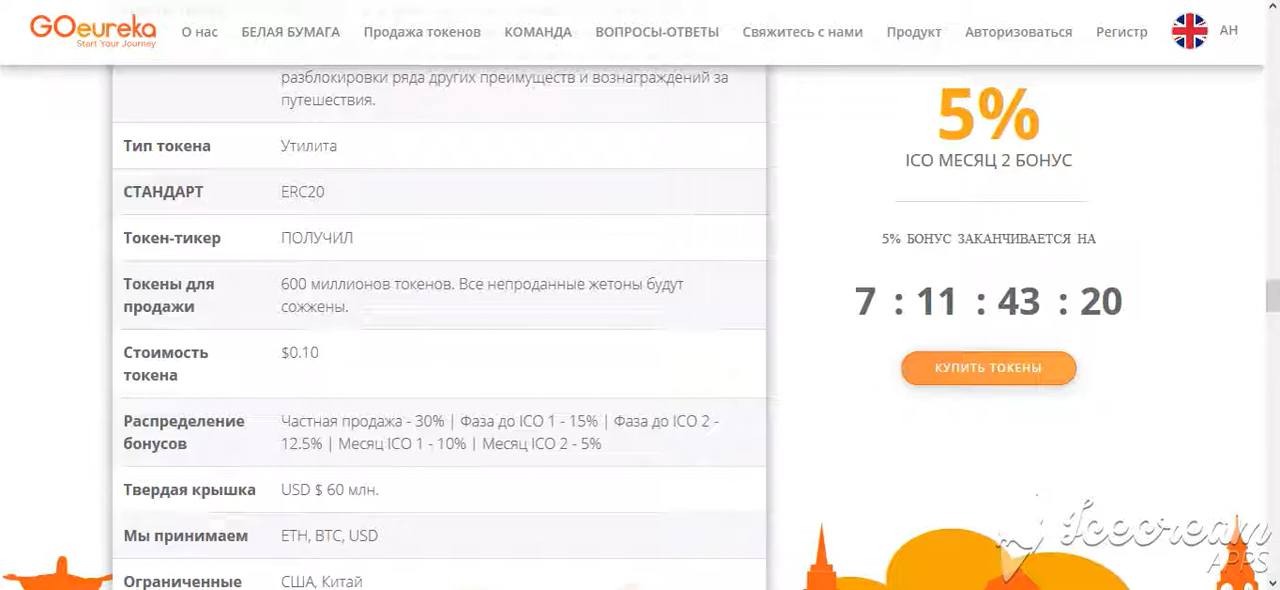 GOeureka
Start Your Journey
О нас
БЕЛАЯ БУМАГА
Продажа токенов
КОМАНДА
ВОПРОСЫ-ОТВЕТЫ
Свяжитесь с нами
Продукт
Авторизоваться
Регистр
АН
разблокировки ряда других преимуществ и вознаграждений за
путешествия.
Тип токена
Утилита
СТАНДАРТ
ERC20
Токен-тикер
ПОЛУЧИЛ
Токены для
продажи
600 миллионов токенов. Все непроданные жетоны будут
сожжены.
Стоимость
токена
$0.10
Распределение
бонусов
Частная продажа - 30% | Фаза до ICO 1 - 15% | Фаза до ICO 2 -
12.5% | Месяц ICO 1 - 10% | Месяц ICO 2 - 5%
Твердая крышка
USD $ 60 млн.
Мы принимаем
ETH, BTC, USD
Ограниченные
США, Китай
5%
ICO МЕСЯЦ 2 БОНУС
5% БОНУС ЗАКАНЧИВАЕТСЯ НА
7 : 11 : 43 : 20
КУПИТЬ ТОКЕНЫ
Icecream
APPS